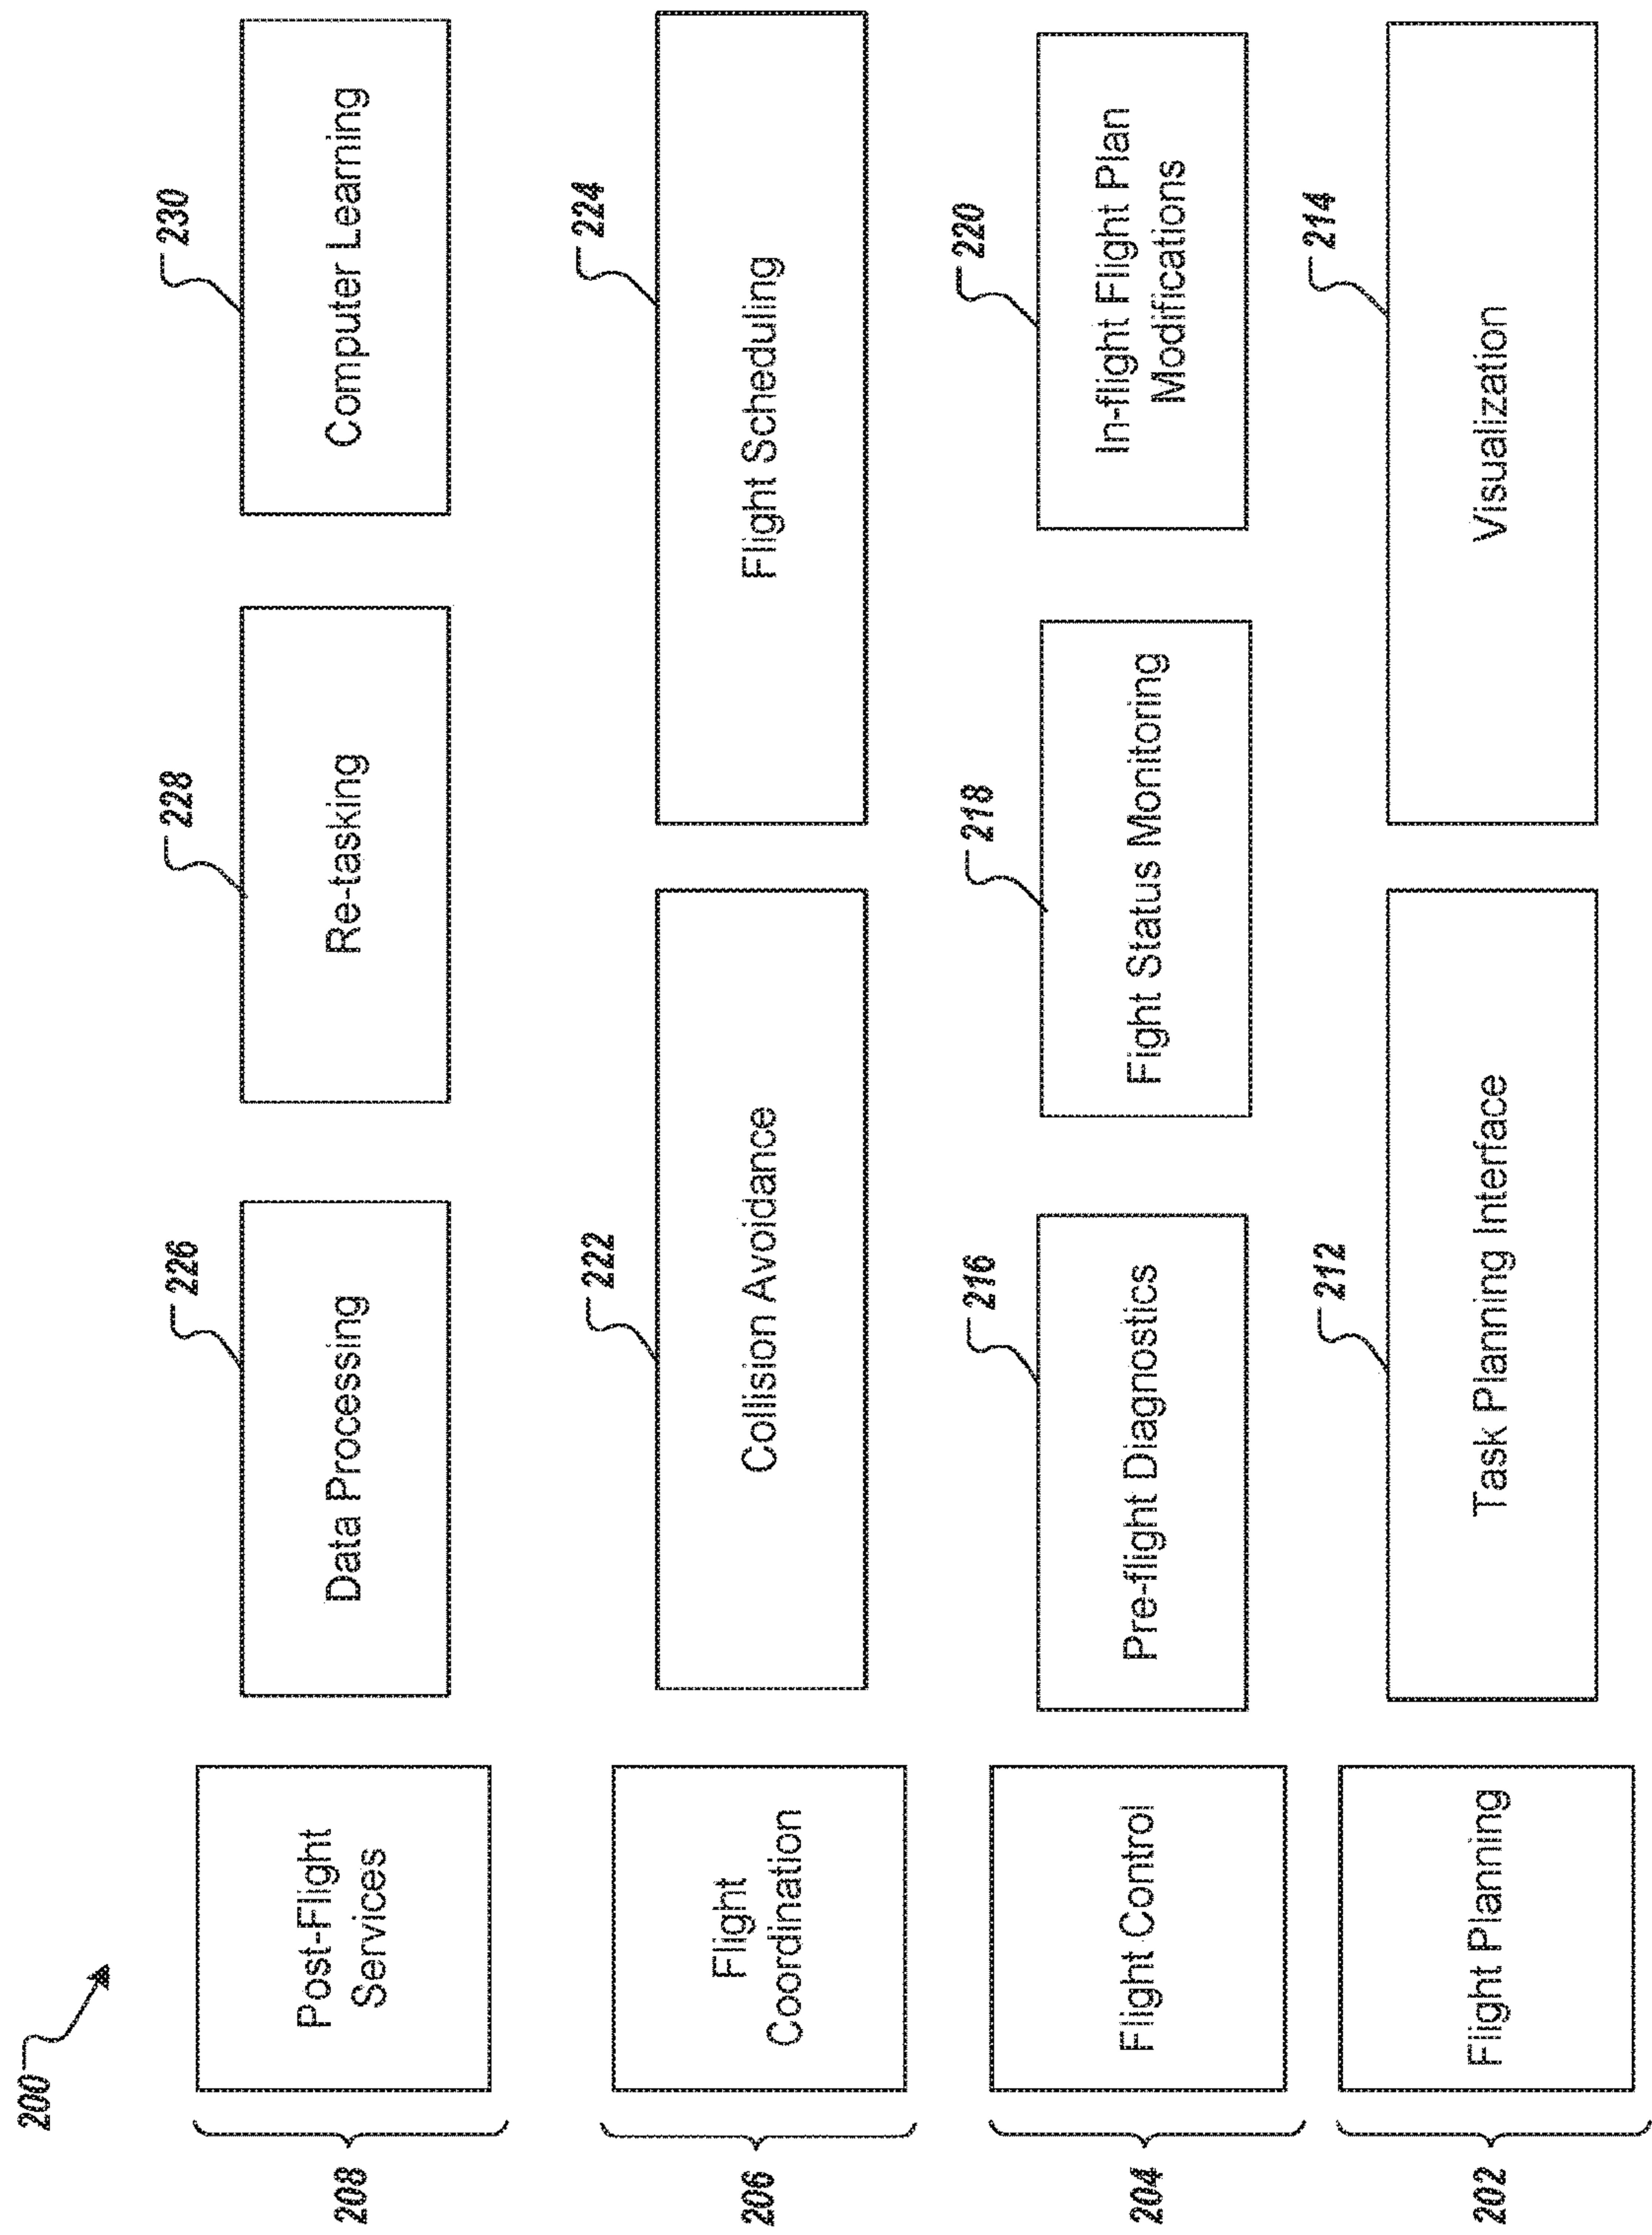 200
208
Post-Flight
Services
226
Data Processing
228
Re-tasking
230
Computer Learning
206
Flight
Coordination
222
Collision Avoidance
224
Flight Scheduling
204
Flight Control
216
Pre-flight Diagnostics
218
Fight Status Monitoring
220
In-flight Flight Plan
Modifications
202
Flight Planning
212
Task Planning Interface
214
Visualization